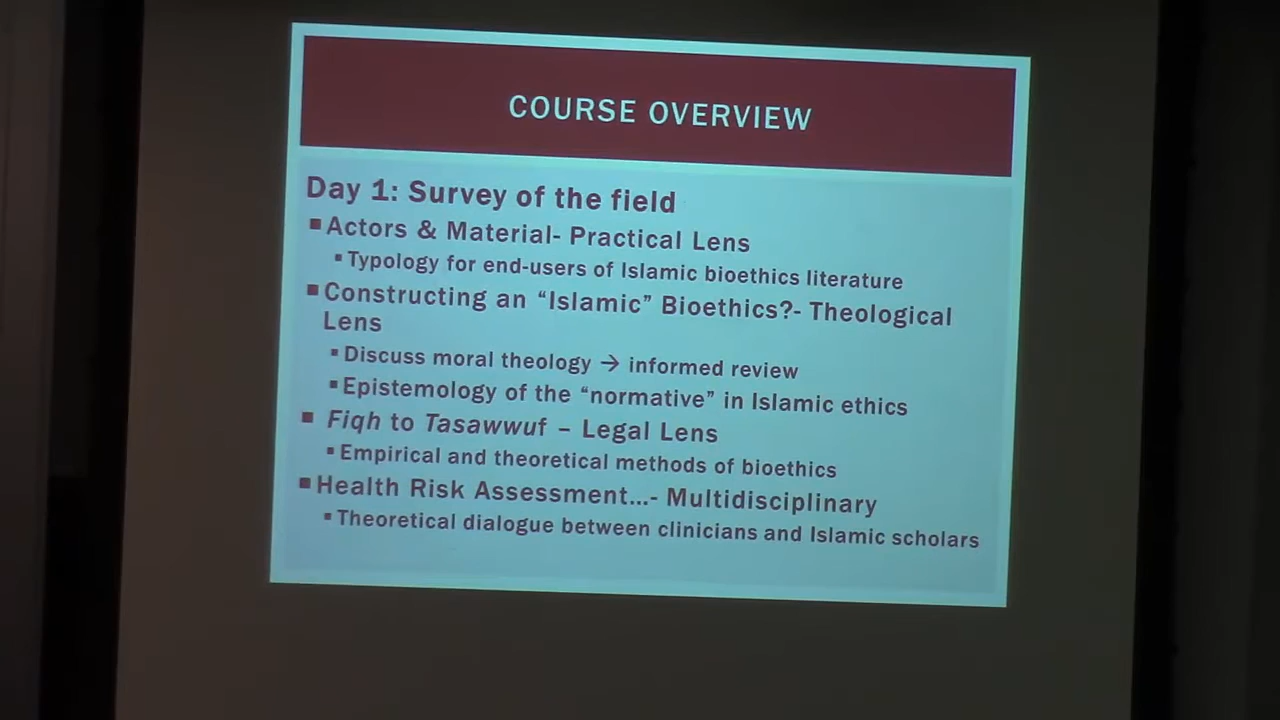 COURSE OVERVIEW
Day 1: Survey of the field
▪Actors & Material- Practical Lens
▪Typology for end-users of Islamic bioethics literature
▪Constructing an “Islamic” Bioethics?- Theological
Lens
▪Discuss moral theology → informed review
▪Epistemology of the “normative” in Islamic ethics
▪ Fiqh to Tasawwuf – Legal Lens
▪Empirical and theoretical methods of bioethics
▪Health Risk Assessment...- Multidisciplinary
▪Theoretical dialogue between clinicians and Islamic scholars